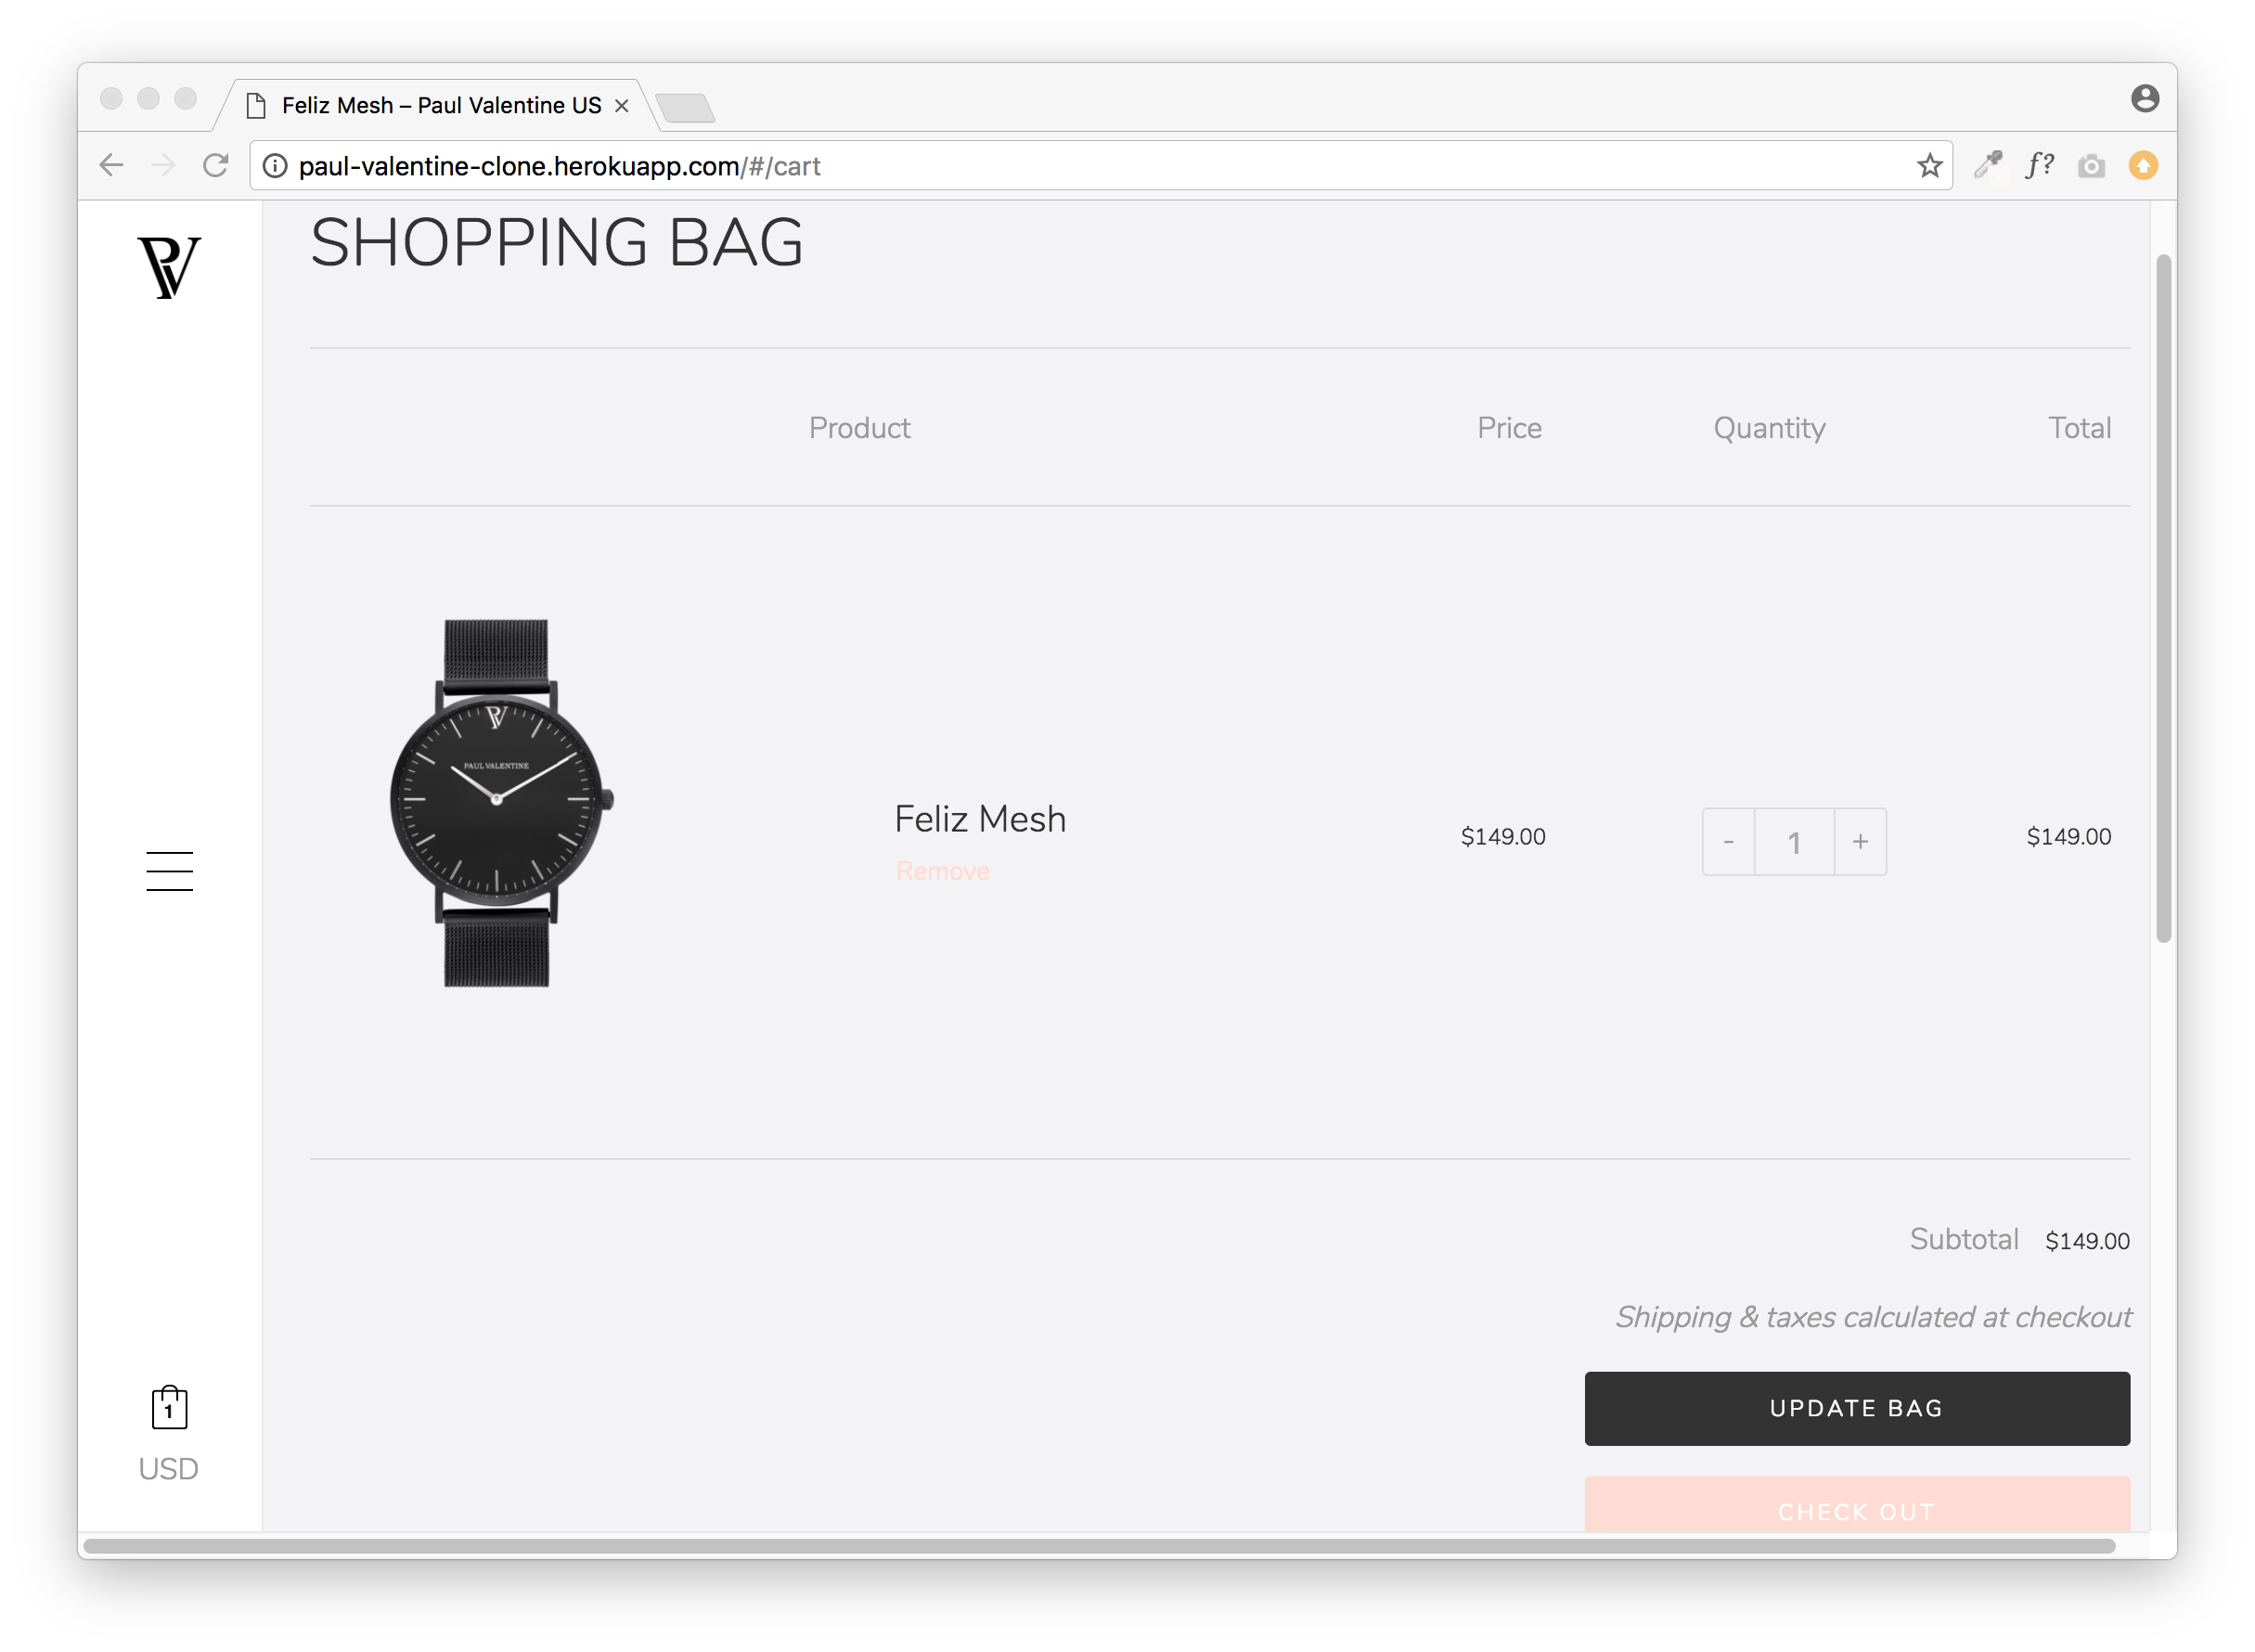 Feliz Mesh – Paul Valentine US
paul-valentine-clone.herokuapp.com/#/cart
f?
PV
SHOPPING BAG
Product Price Quantity Total
PV
PAUL VALENTINE
Feliz Mesh
Remove
$149.00
- 1 +
$149.00
Subtotal $149.00
Shipping & taxes calculated at checkout
UPDATE BAG
CHECK OUT
1
USD